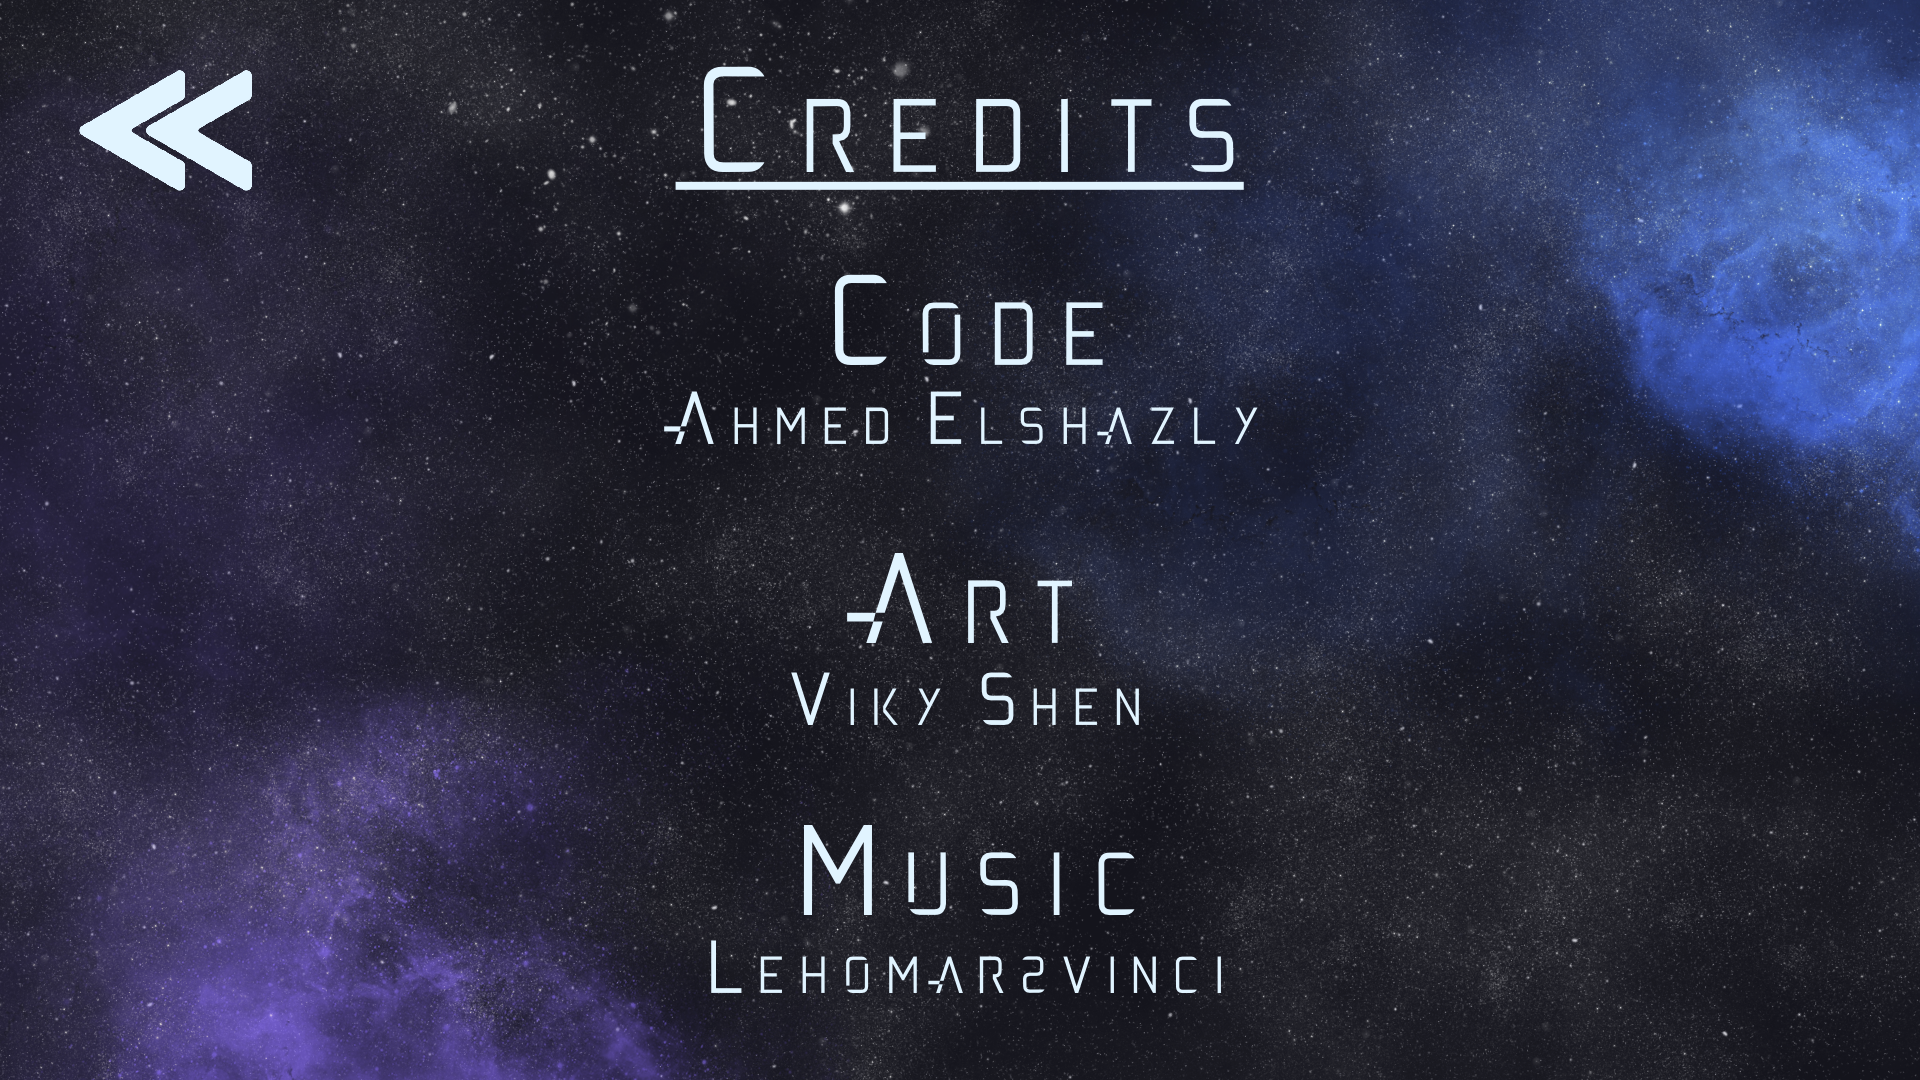 Credits
Code
Ahmed Elshazly
Art
Viky Shen
Music
Lehomar2vinci